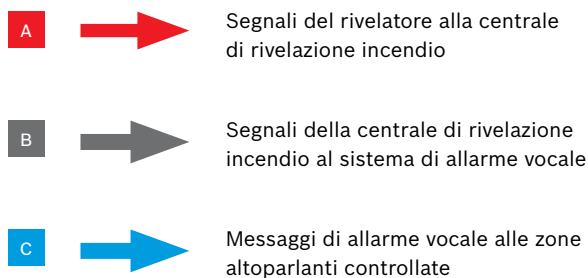 A
Segnali del rivelatore alla centrale
di rivelazione incendio
B
Segnali della centrale di rivelazione
incendio al sistema di allarme vocale
C
Messaggi di allarme vocale alle zone
altoparlanti controllate